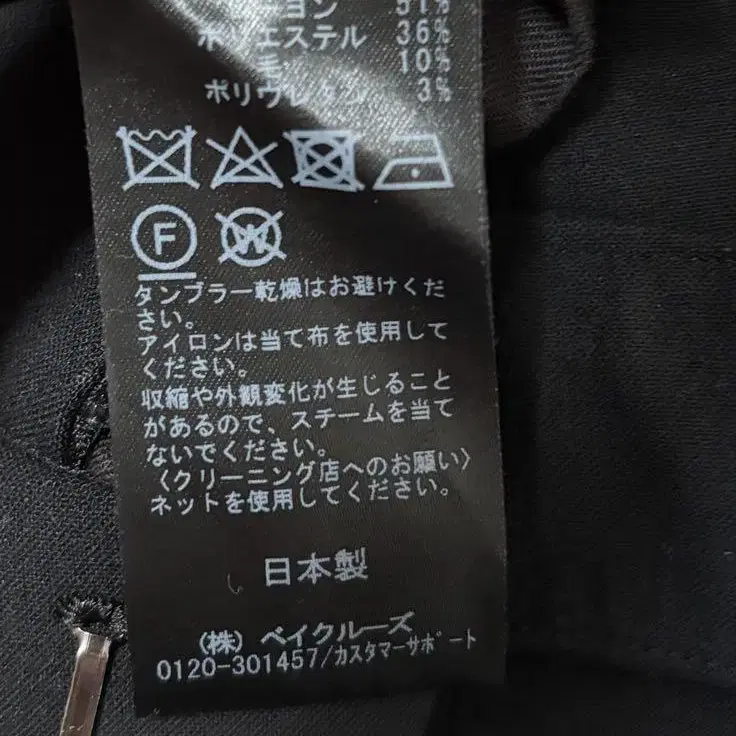 ーヨン 51%
ポリエステル 36%
毛 10%
ポリウレタン 3%
F W
タンブラー乾燥はお避けくだ
さい。
アイロンは当て布を使用して
ください。
収縮や外観変化が生じること
があるので、スチームを当て
ないでください。
〈クリーニング店へのお願い〉
ネットを使用してください。
日本製
(株) ベイクルーズ
0120-301457/カスタマーサポート